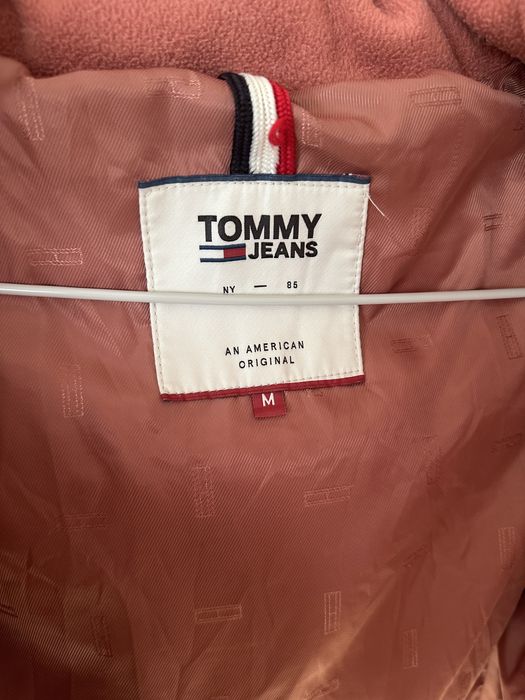 TOMMY
JEANS
NY — 85
AN AMERICAN
ORIGINAL
M